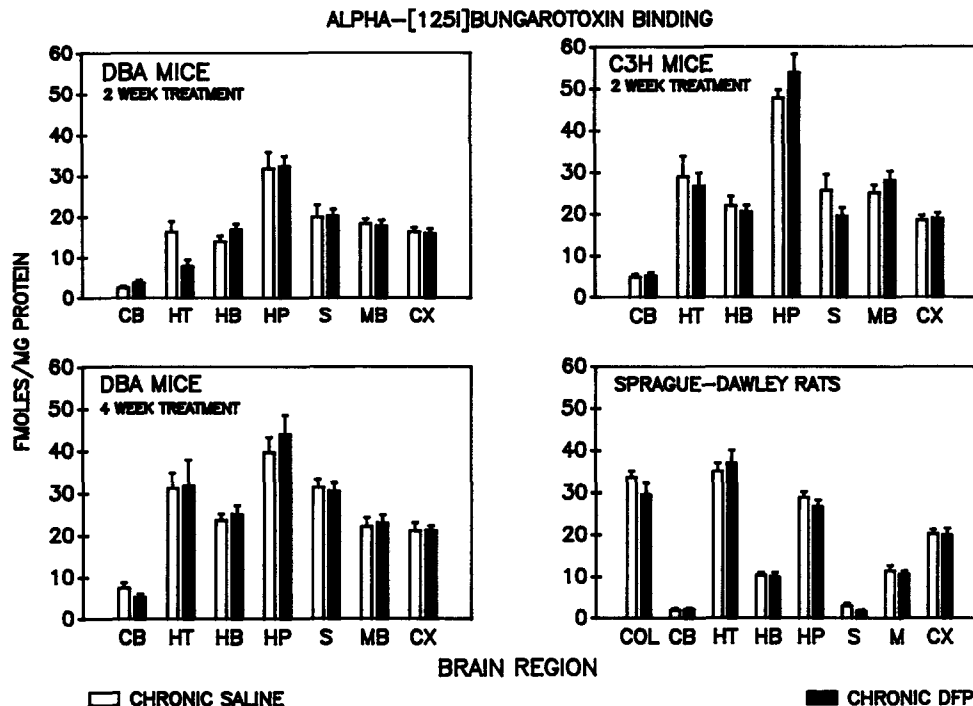 ALPHA-[125I]BUNGAROTOXIN BINDING
FMOLES/MG PROTEIN
DBA MICE
2 WEEK TREATMENT
60
50
40
30
20
10
0
CB HT HB HP S MB CX
C3H MICE
2 WEEK TREATMENT
60
50
40
30
20
10
0
CB HT HB HP S MB CX
DBA MICE
4 WEEK TREATMENT
60
50
40
30
20
10
0
CB HT HB HP S MB CX
SPRAGUE-DAWLEY RATS
60
50
40
30
20
10
0
COL CB HT HB HP S M CX
BRAIN REGION
CHRONIC SALINE
CHRONIC DFP